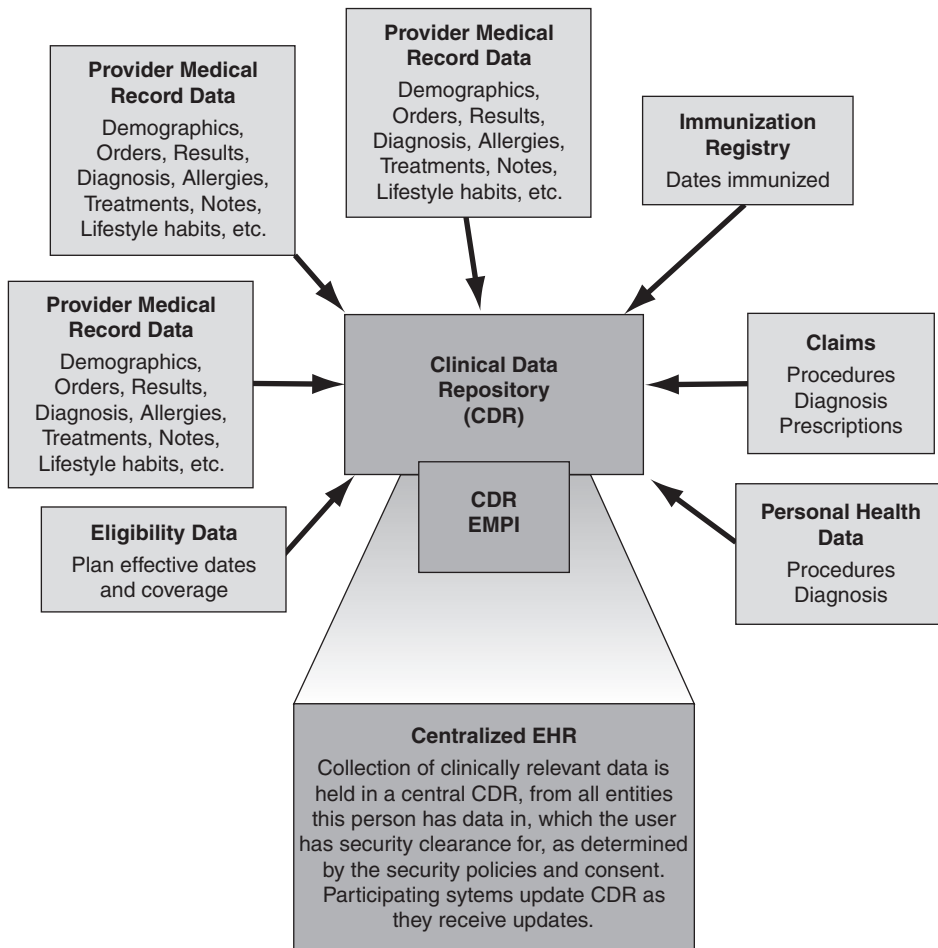 Provider Medical
Record Data
Demographics,
Orders, Results,
Diagnosis, Allergies,
Treatments, Notes,
Lifestyle habits, etc.
Provider Medical
Record Data
Demographics,
Orders, Results,
Diagnosis, Allergies,
Treatments, Notes,
Lifestyle habits, etc.
Immunization
Registry
Dates immunized
Provider Medical
Record Data
Demographics,
Orders, Results,
Diagnosis, Allergies,
Treatments, Notes,
Lifestyle habits, etc.
Clinical Data
Repository
(CDR)
Claims
Procedures
Diagnosis
Prescriptions
CDR
EMPI
Eligibility Data
Plan effective dates
and coverage
Personal Health
Data
Procedures
Diagnosis
Centralized EHR
Collection of clinically relevant data is
held in a central CDR, from all entities
this person has data in, which the user
has security clearance for, as determined
by the security policies and consent.
Participating sytems update CDR as
they receive updates.